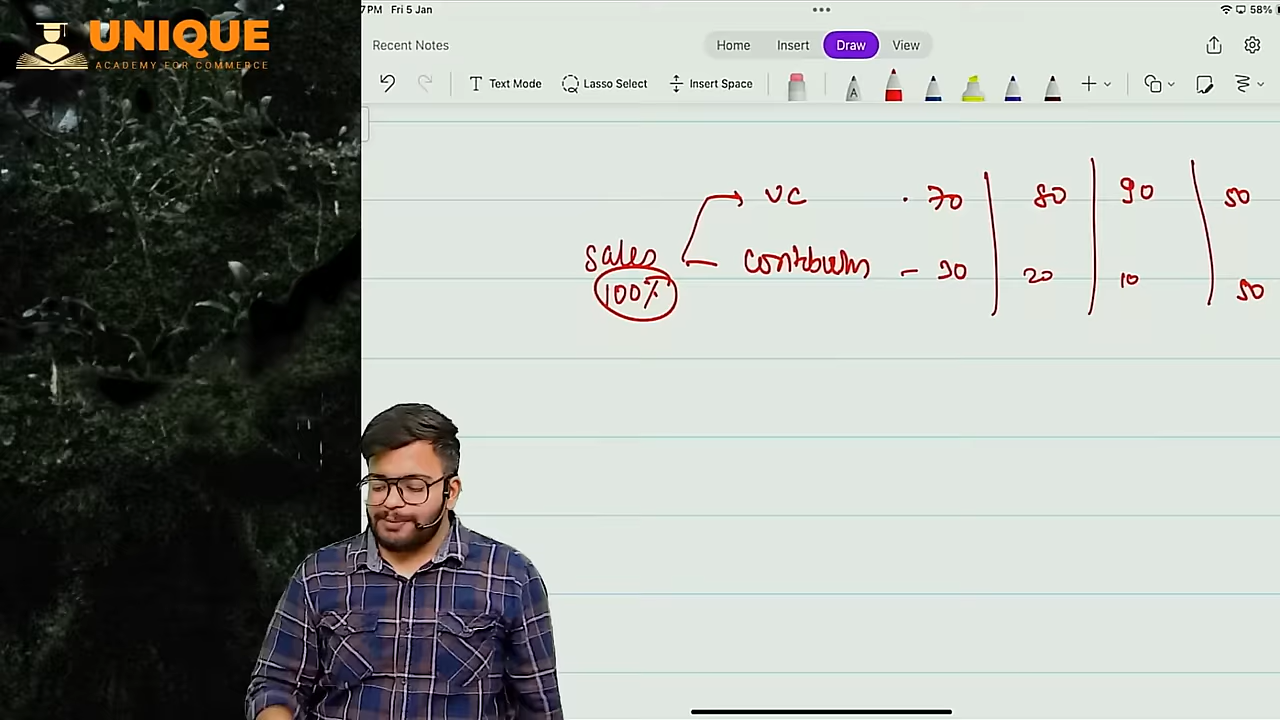 7PM Fri 5 Jan
58%
UNIQUE
ACADEMY FOR COMMERCE
Recent Notes
Home Insert Draw View
Text Mode Lasso Select Insert Space
A
VC 70 80 90 50
Sales
100%
- 30 20 10 50